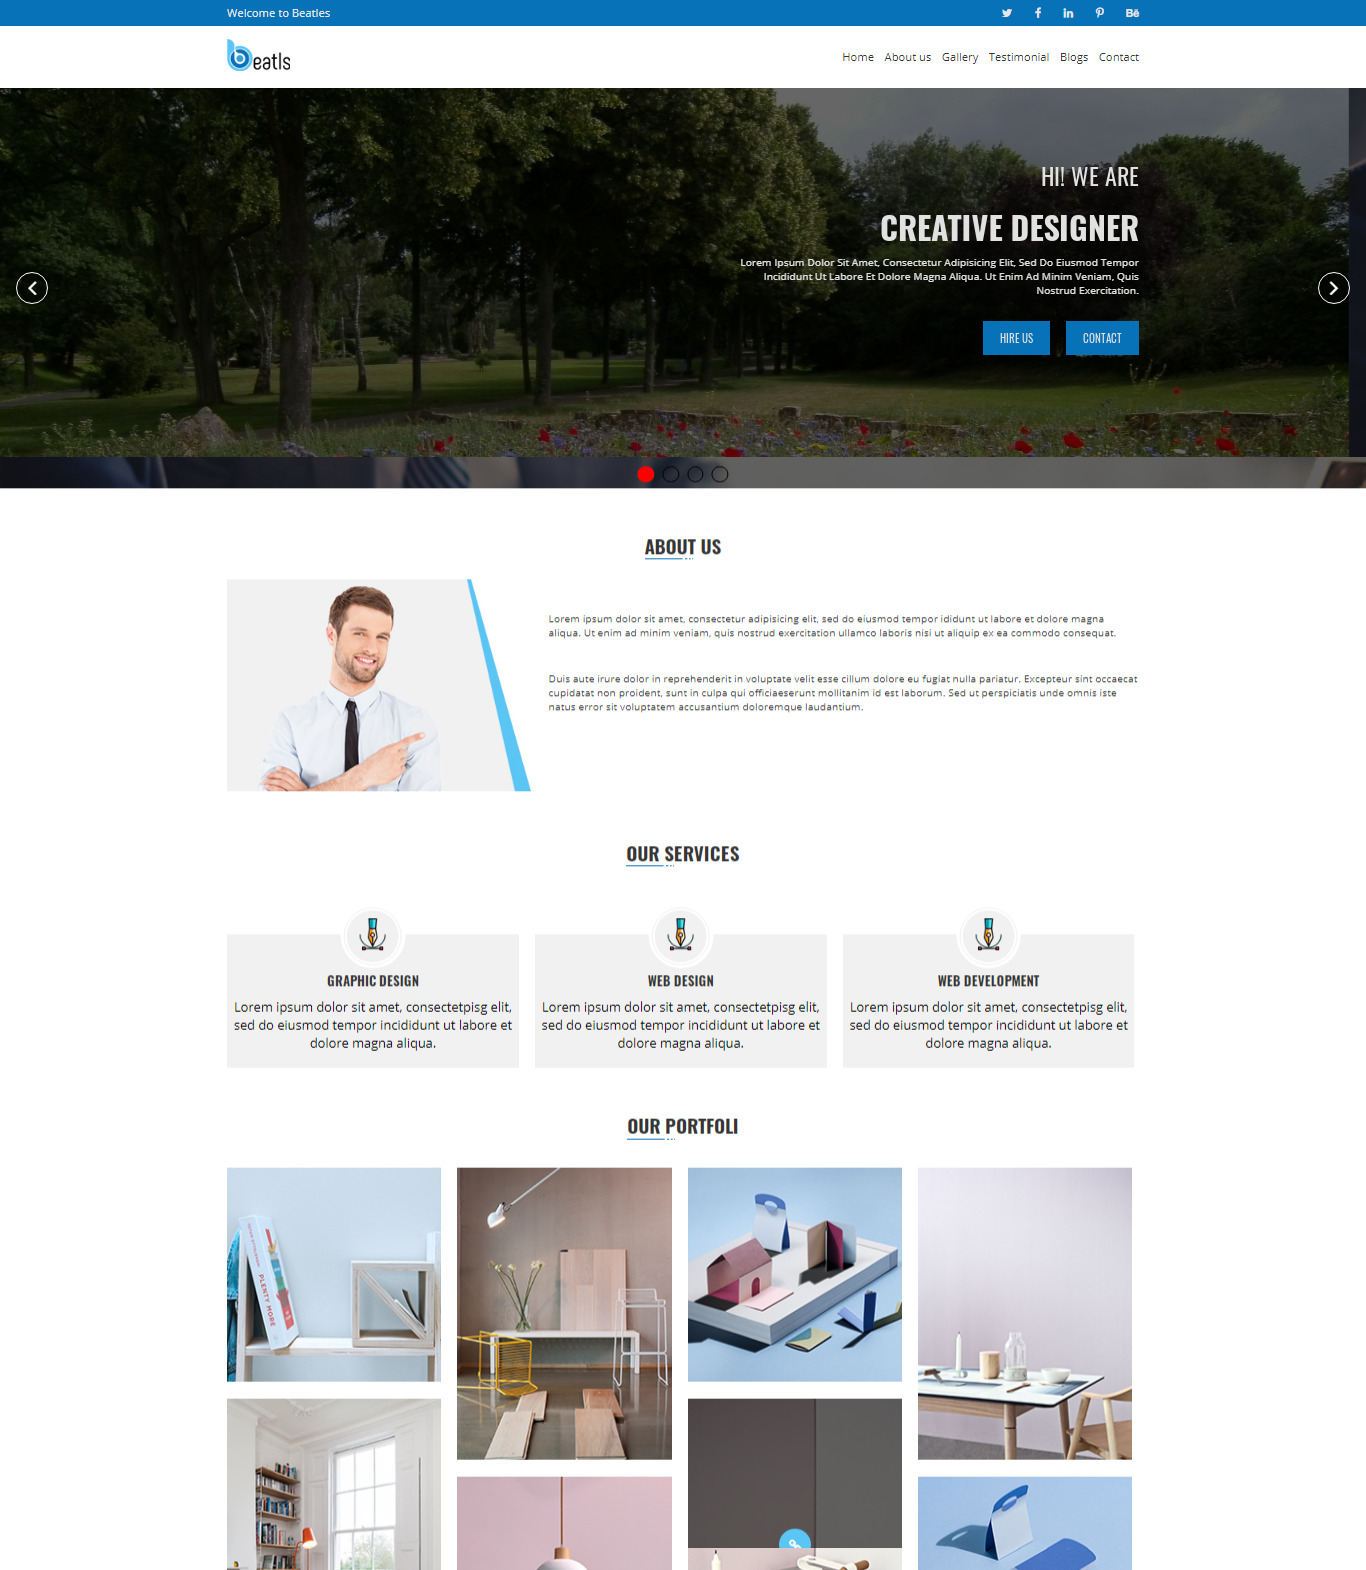 Welcome to Beatles
beatls
Home About us Gallery Testimonial Blogs Contact
HI! WE ARE
CREATIVE DESIGNER
Lorem Ipsum Dolor Sit Amet, Consectetur Adipisicing Elit, Sed Do Eiusmod Tempor
Incididunt Ut Labore Et Dolore Magna Aliqua. Ut Enim Ad Minim Veniam, Quis
Nostrud Exercitation.
HIRE US CONTACT
ABOUT US
Lorem ipsum dolor sit amet, consectetur adipisicing elit, sed do eiusmod tempor ididunt ut labore et dolore magna
aliqua. Ut enim ad minim veniam, quis nostrud exercitation ullamco laboris nisi ut aliquip ex ea commodo consequat.
Duis aute irure dolor in reprehenderit in voluptate velit esse cillum dolore eu fugiat nulla pariatur. Excepteur sint occaecat
cupidatat non proident, sunt in culpa qui officiaeserunt mollitanim id est laborum. Sed ut perspiciatis unde omnis iste
natus error sit voluptatem accusantium doloremque laudantium.
OUR SERVICES
GRAPHIC DESIGN
Lorem ipsum dolor sit amet, consectetpisg elit,
sed do eiusmod tempor incididunt ut labore et
dolore magna aliqua.
WEB DESIGN
Lorem ipsum dolor sit amet, consectetpisg elit,
sed do eiusmod tempor incididunt ut labore et
dolore magna aliqua.
WEB DEVELOPMENT
Lorem ipsum dolor sit amet, consectetpisg elit,
sed do eiusmod tempor incididunt ut labore et
dolore magna aliqua.
OUR PORTFOLI
PLENTY MORE